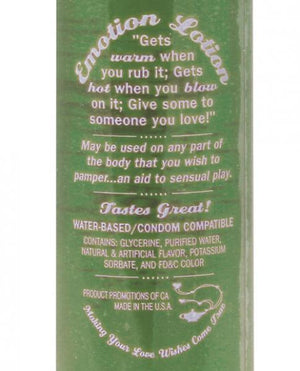 Emotion Lotion
"Gets
warm when
you rub it; Gets
hot when you blow
on it; Give some to
someone you love!"
May be used on any part of
the body that you wish to
pamper...an aid to sensual play.
Tastes Great!
WATER-BASED/CONDOM COMPATIBLE
CONTAINS: GLYCERINE, PURIFIED WATER,
NATURAL & ARTIFICIAL FLAVOR, POTASSIUM
SORBATE, AND FD&C COLOR
PRODUCT PROMOTIONS OF CA
MADE IN THE U.S.A.
Making Your Love Wishes Come True